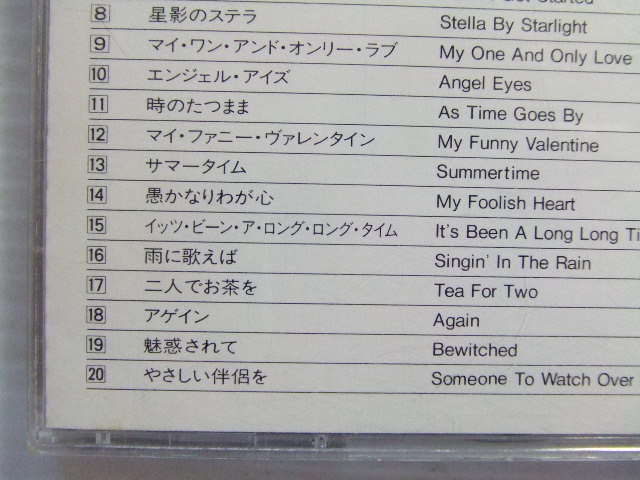 8 星影のステラ Stella By Starlight
9 マイ・ワン・アンド・オンリー・ラブ My One And Only Love
10 エンジェル・アイズ Angel Eyes
11 時のたつまま As Time Goes By
12 マイ・ファニー・ヴァレンタイン My Funny Valentine
13 サマータイム Summertime
14 愚かなりわが心 My Foolish Heart
15 イッツ・ビーン・ア・ロング・ロング・タイム It's Been A Long Long Ti
16 雨に歌えば Singin' In The Rain
17 二人でお茶を Tea For Two
18 アゲイン Again
19 魅惑されて Bewitched
20 やさしい伴侶を Someone To Watch Over